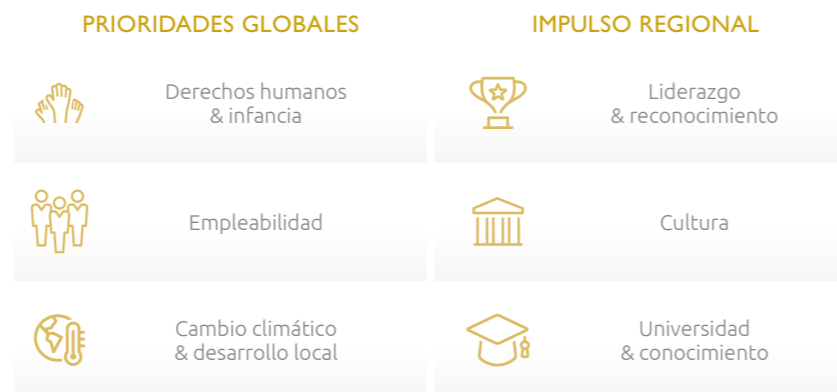 PRIORIDADES GLOBALES
Derechos humanos
& infancia
Empleabilidad
Cambio climático
& desarrollo local
IMPULSO REGIONAL
Liderazgo
& reconocimiento
Cultura
Universidad
& conocimiento